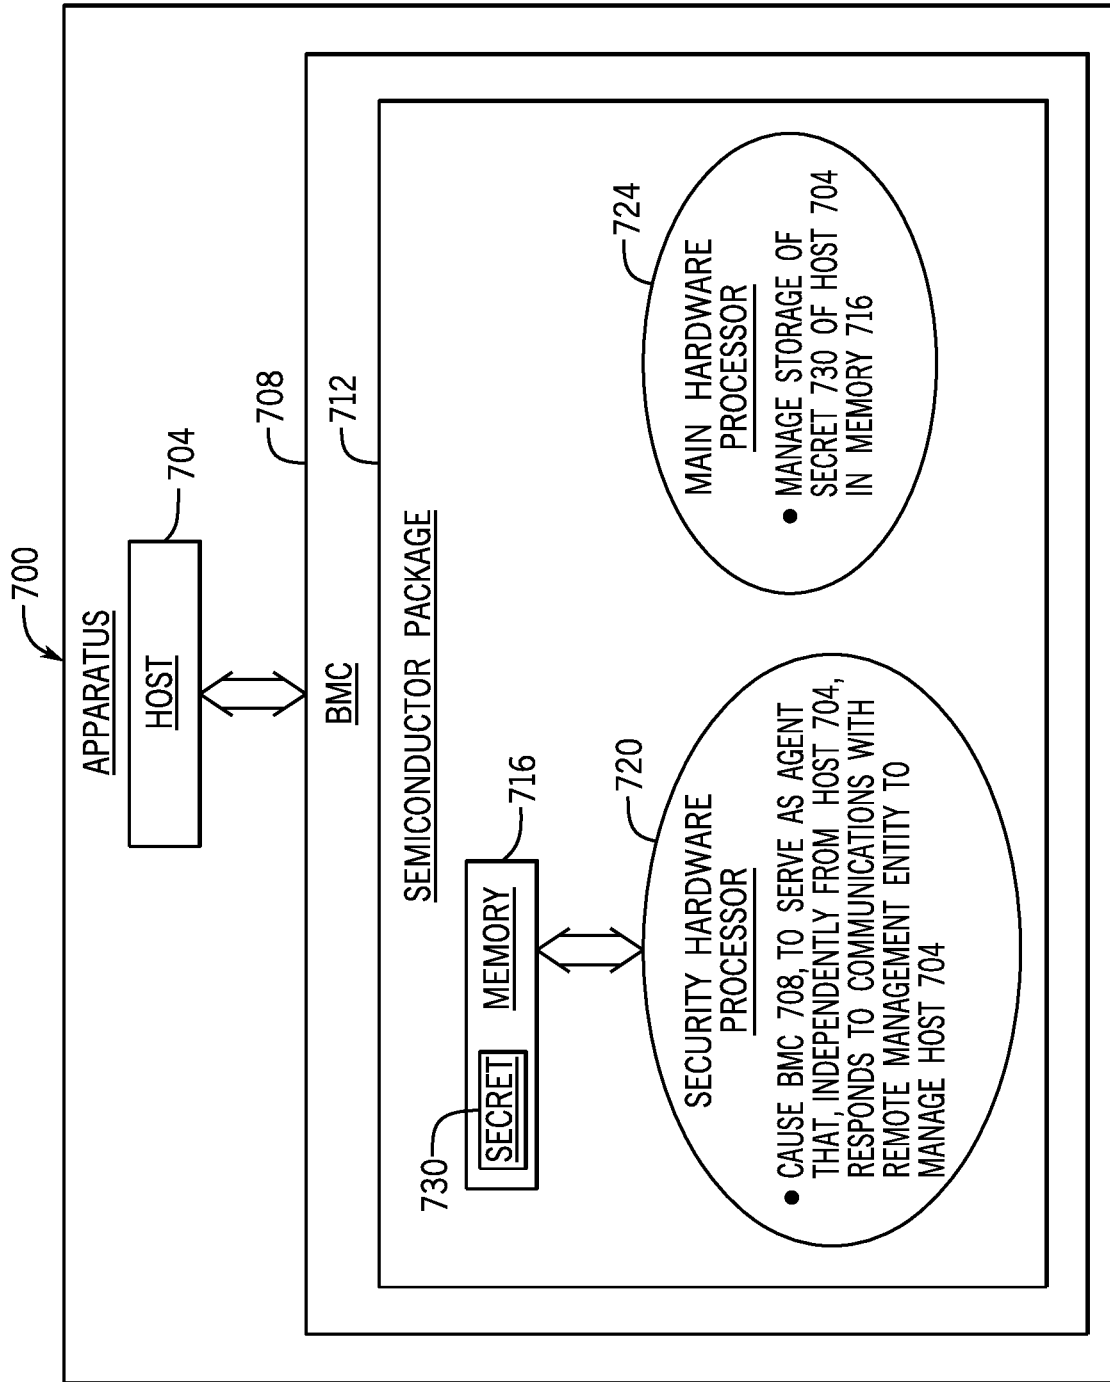 700
APPARATUS
HOST
704
708
BMC
712
SEMICONDUCTOR PACKAGE
730
SECRET
MEMORY
716
720
SECURITY HARDWARE
PROCESSOR
● CAUSE BMC 708, TO SERVE AS AGENT
THAT, INDEPENDENTLY FROM HOST 704,
RESPONDS TO COMMUNICATIONS WITH
REMOTE MANAGEMENT ENTITY TO
MANAGE HOST 704
724
MAIN HARDWARE
PROCESSOR
● MANAGE STORAGE OF
SECRET 730 OF HOST 704
IN MEMORY 716